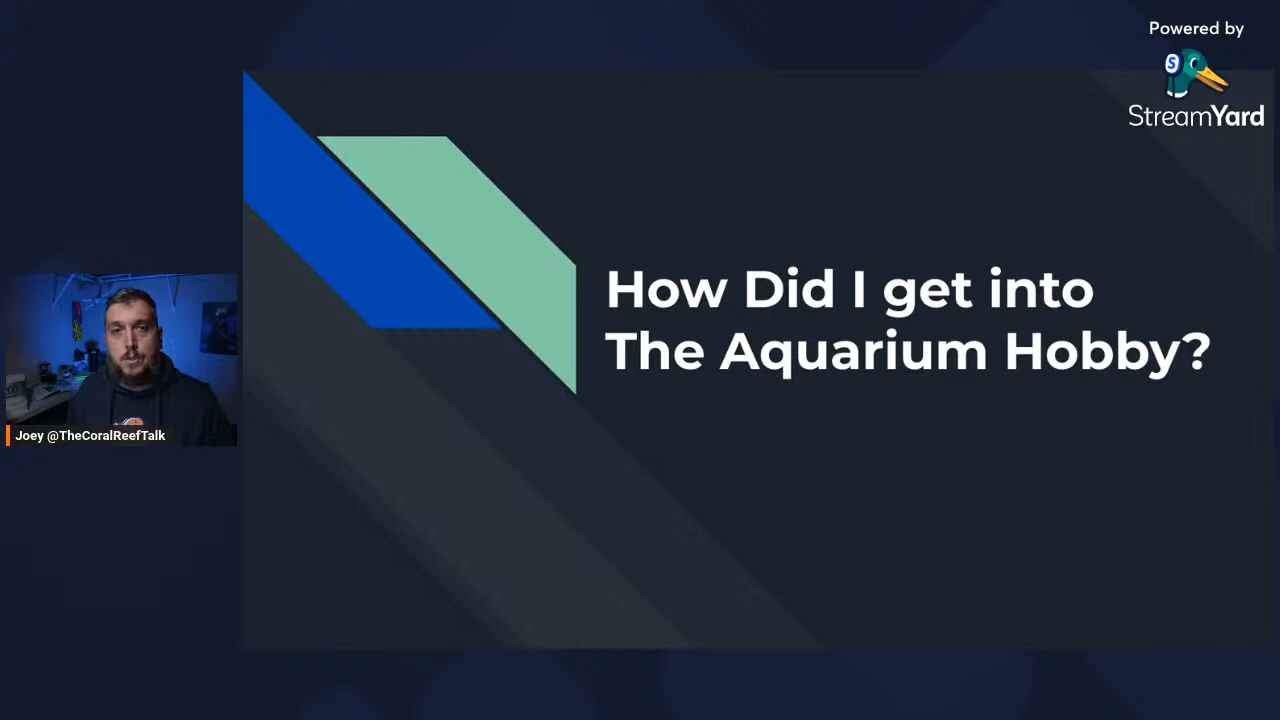 Powered by
S
StreamYard
How Did I get into
The Aquarium Hobby?
Joey @TheCoralReefTalk